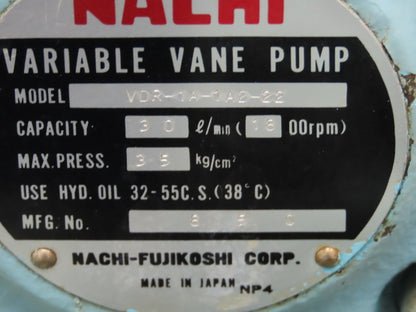 NACHI
VARIABLE VANE PUMP
MODEL VDR-1A-1A2-22
CAPACITY 30 ℓ/min (1800rpm)
MAX.PRESS. 35 kg/cm²
USE HYD. OIL 32-55C.S.(38°C)
MFG. No.
NACHI-FUJIKOSHI CORP.
MADE IN JAPAN NP4